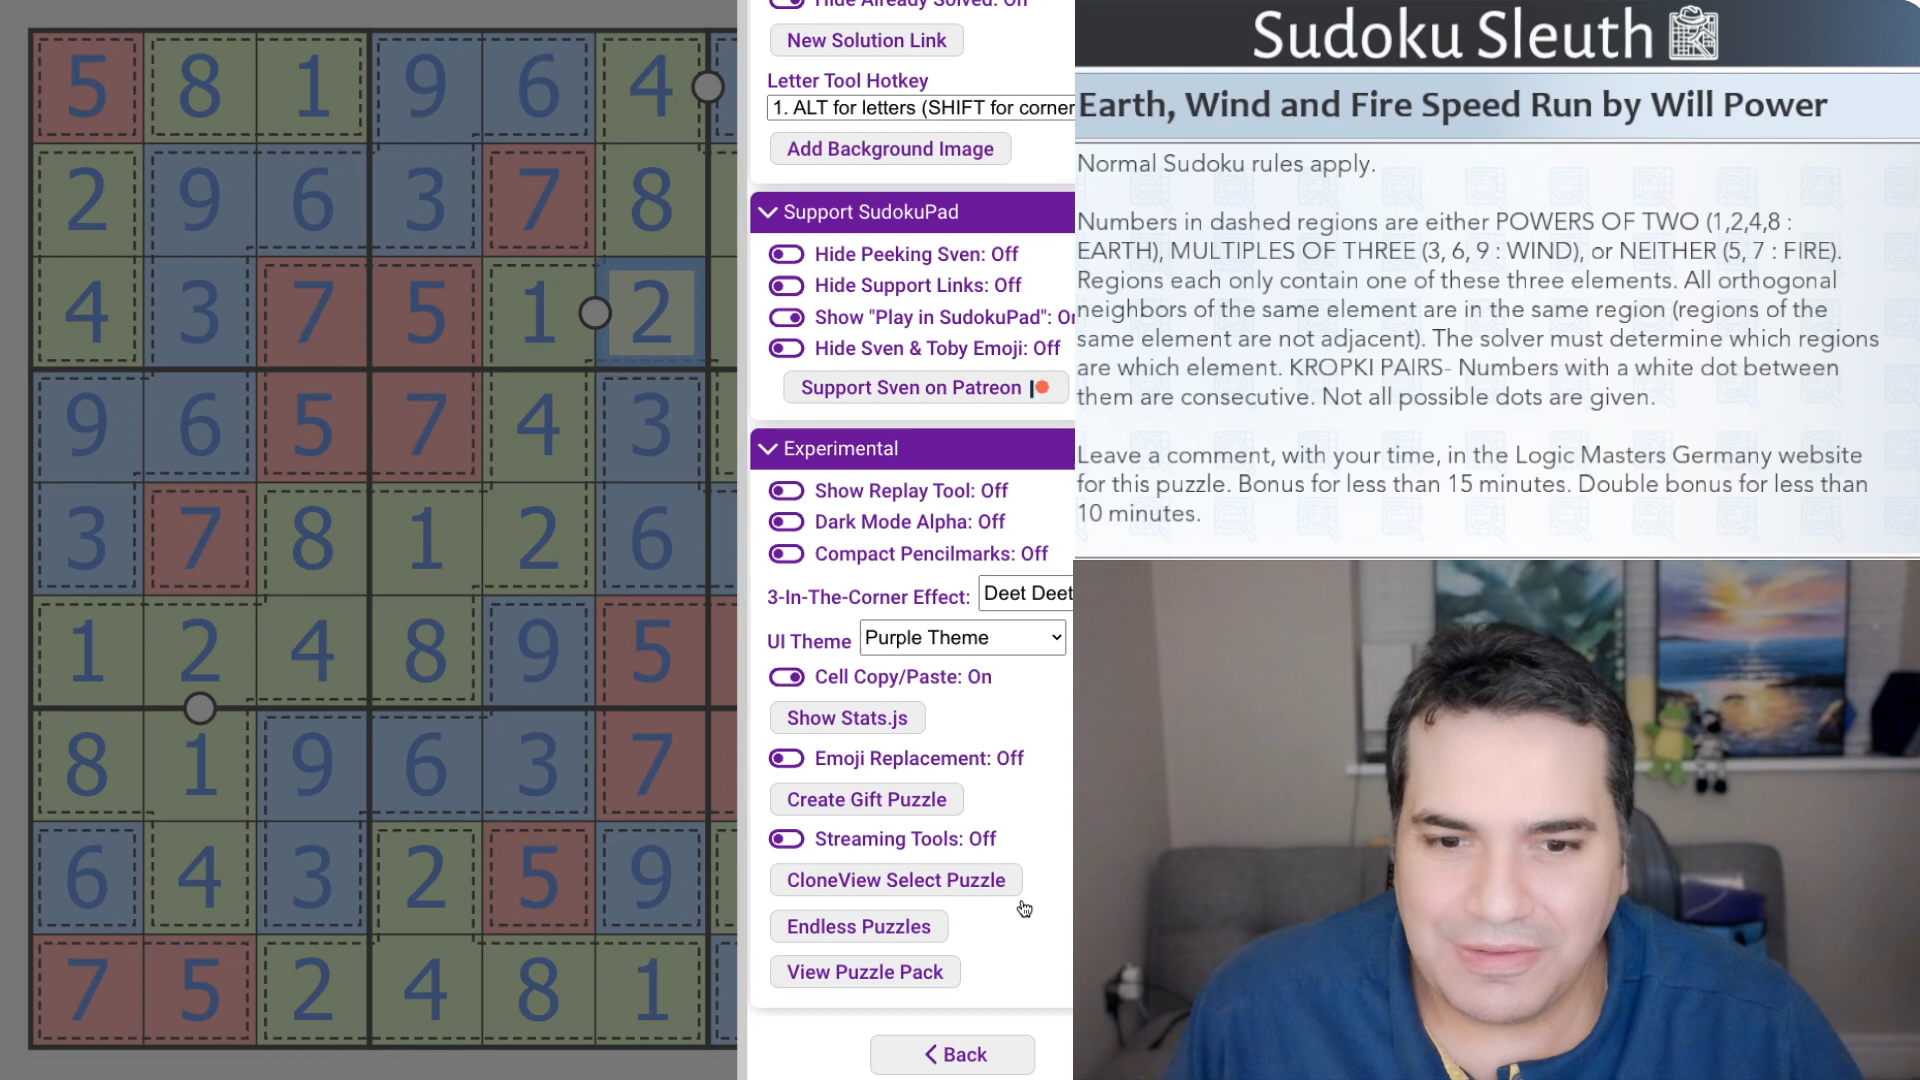 5 8 1 9 6 4
2 9 6 3 7 8
4 3 7 5 1 2
9 6 5 7 4 3
3 7 8 1 2 6
1 2 4 8 9 5
8 1 9 6 3 7
6 4 3 2 5 9
7 5 2 4 8 1
Hide Already Solved: On
New Solution Link
Letter Tool Hotkey
1. ALT for letters (SHIFT for corner
Add Background Image
Support SudokuPad
Hide Peeking Sven: Off
Hide Support Links: Off
Show "Play in SudokuPad": On
Hide Sven & Toby Emoji: Off
Support Sven on Patreon
Experimental
Show Replay Tool: Off
Dark Mode Alpha: Off
Compact Pencilmarks: Off
3-In-The-Corner Effect: Deet Deet
UI Theme Purple Theme
Cell Copy/Paste: On
Show Stats.js
Emoji Replacement: Off
Create Gift Puzzle
Streaming Tools: Off
CloneView Select Puzzle
Endless Puzzles
View Puzzle Pack
Back
Sudoku Sleuth
Earth, Wind and Fire Speed Run by Will Power
Normal Sudoku rules apply.
Numbers in dashed regions are either POWERS OF TWO (1,2,4,8 :
EARTH), MULTIPLES OF THREE (3, 6, 9 : WIND), or NEITHER (5, 7 : FIRE).
Regions each only contain one of these three elements. All orthogonal
neighbors of the same element are in the same region (regions of the
same element are not adjacent). The solver must determine which regions
are which element. KROPKI PAIRS- Numbers with a white dot between
them are consecutive. Not all possible dots are given.
Leave a comment, with your time, in the Logic Masters Germany website
for this puzzle. Bonus for less than 15 minutes. Double bonus for less than
10 minutes.